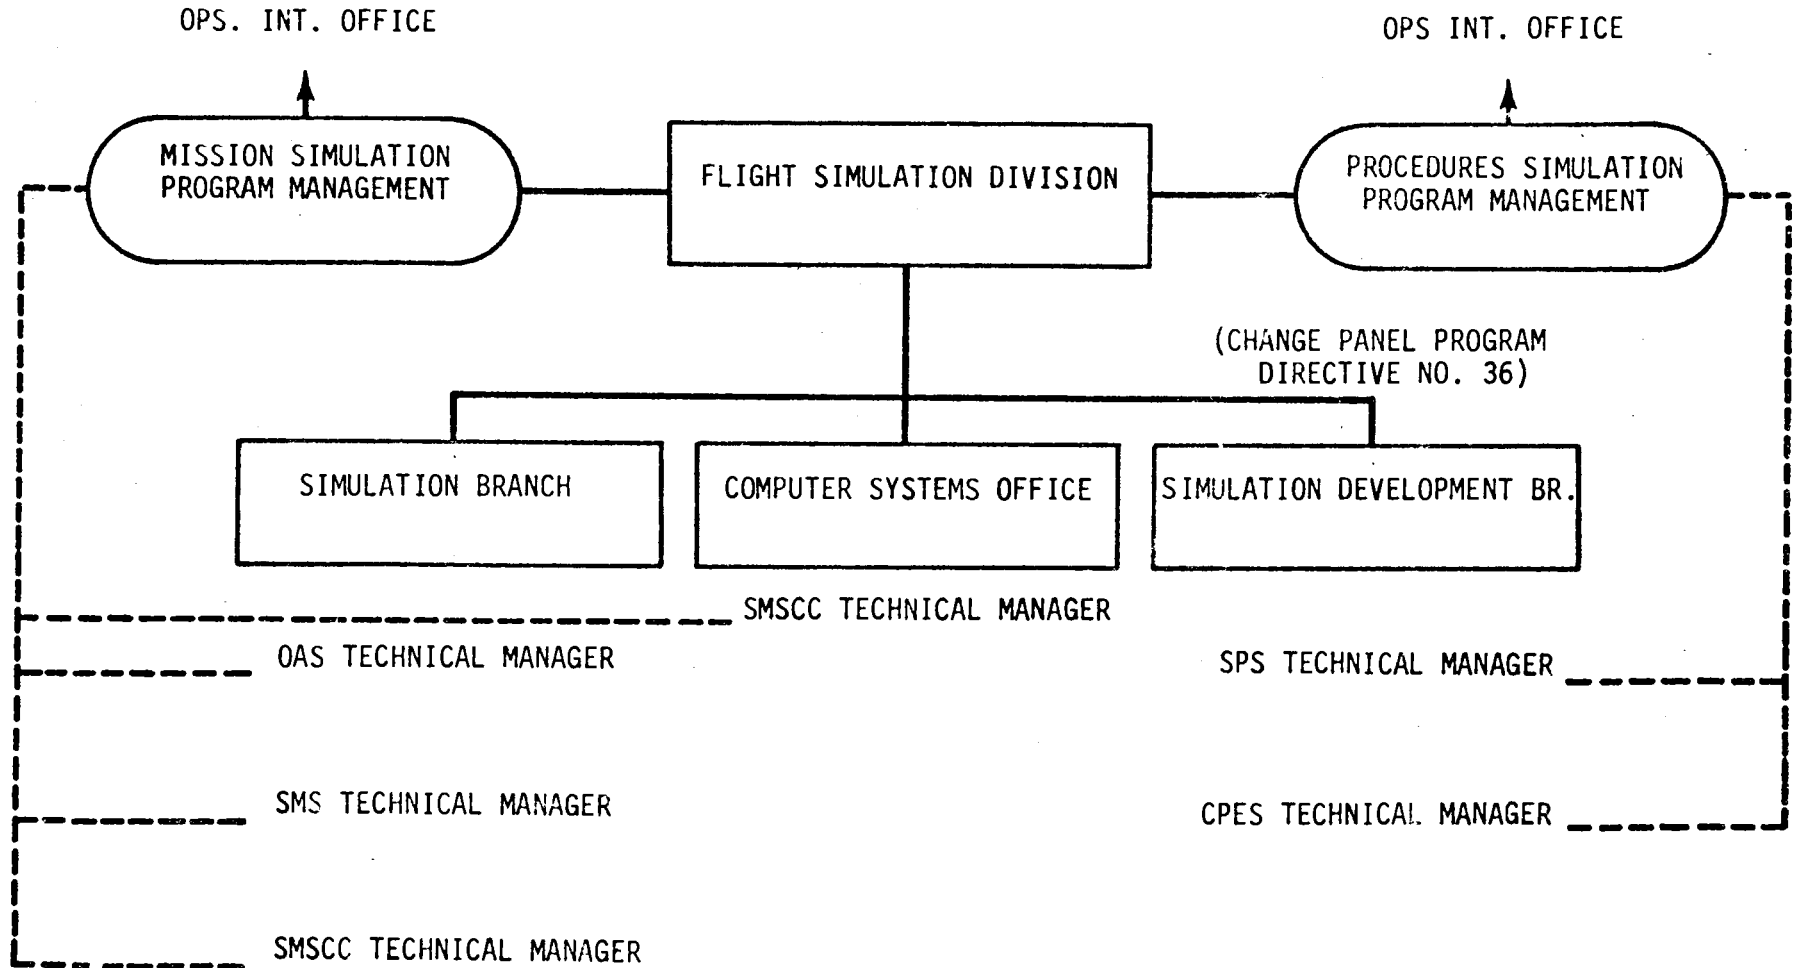 OPS. INT. OFFICE
OPS INT. OFFICE
MISSION SIMULATION
PROGRAM MANAGEMENT
FLIGHT SIMULATION DIVISION
PROCEDURES SIMULATION
PROGRAM MANAGEMENT
(CHANGE PANEL PROGRAM
DIRECTIVE NO. 36)
SIMULATION BRANCH
COMPUTER SYSTEMS OFFICE
SIMULATION DEVELOPMENT BR.
SMSCC TECHNICAL MANAGER
OAS TECHNICAL MANAGER
SPS TECHNICAL MANAGER
SMS TECHNICAL MANAGER
CPES TECHNICAL MANAGER
SMSCC TECHNICAL MANAGER